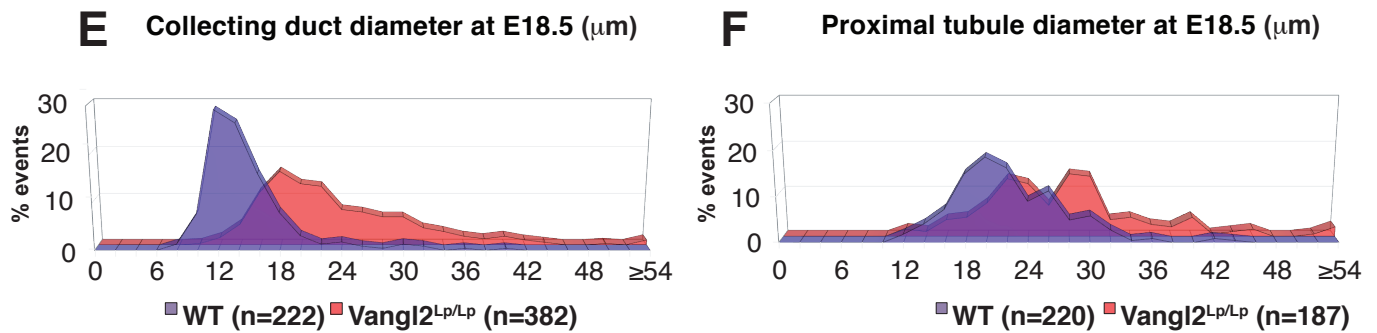 E Collecting duct diameter at E18.5 (μm)
% events
30
20
10
0
0 6 12 18 24 30 36 42 48 ≥54
WT (n=222) Vangl2Lp/Lp (n=382)
F Proximal tubule diameter at E18.5 (μm)
% events
30
20
10
0
0 6 12 18 24 30 36 42 48 ≥54
WT (n=220) Vangl2Lp/Lp (n=187)